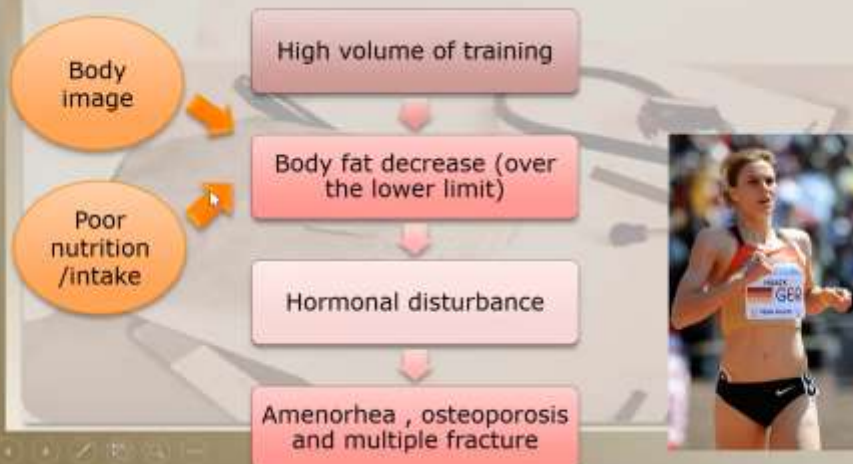 Body
image
High volume of training
Body fat decrease (over
the lower limit)
Poor
nutrition
/intake
Hormonal disturbance
Amenorhea , osteoporosis
and multiple fracture
GER